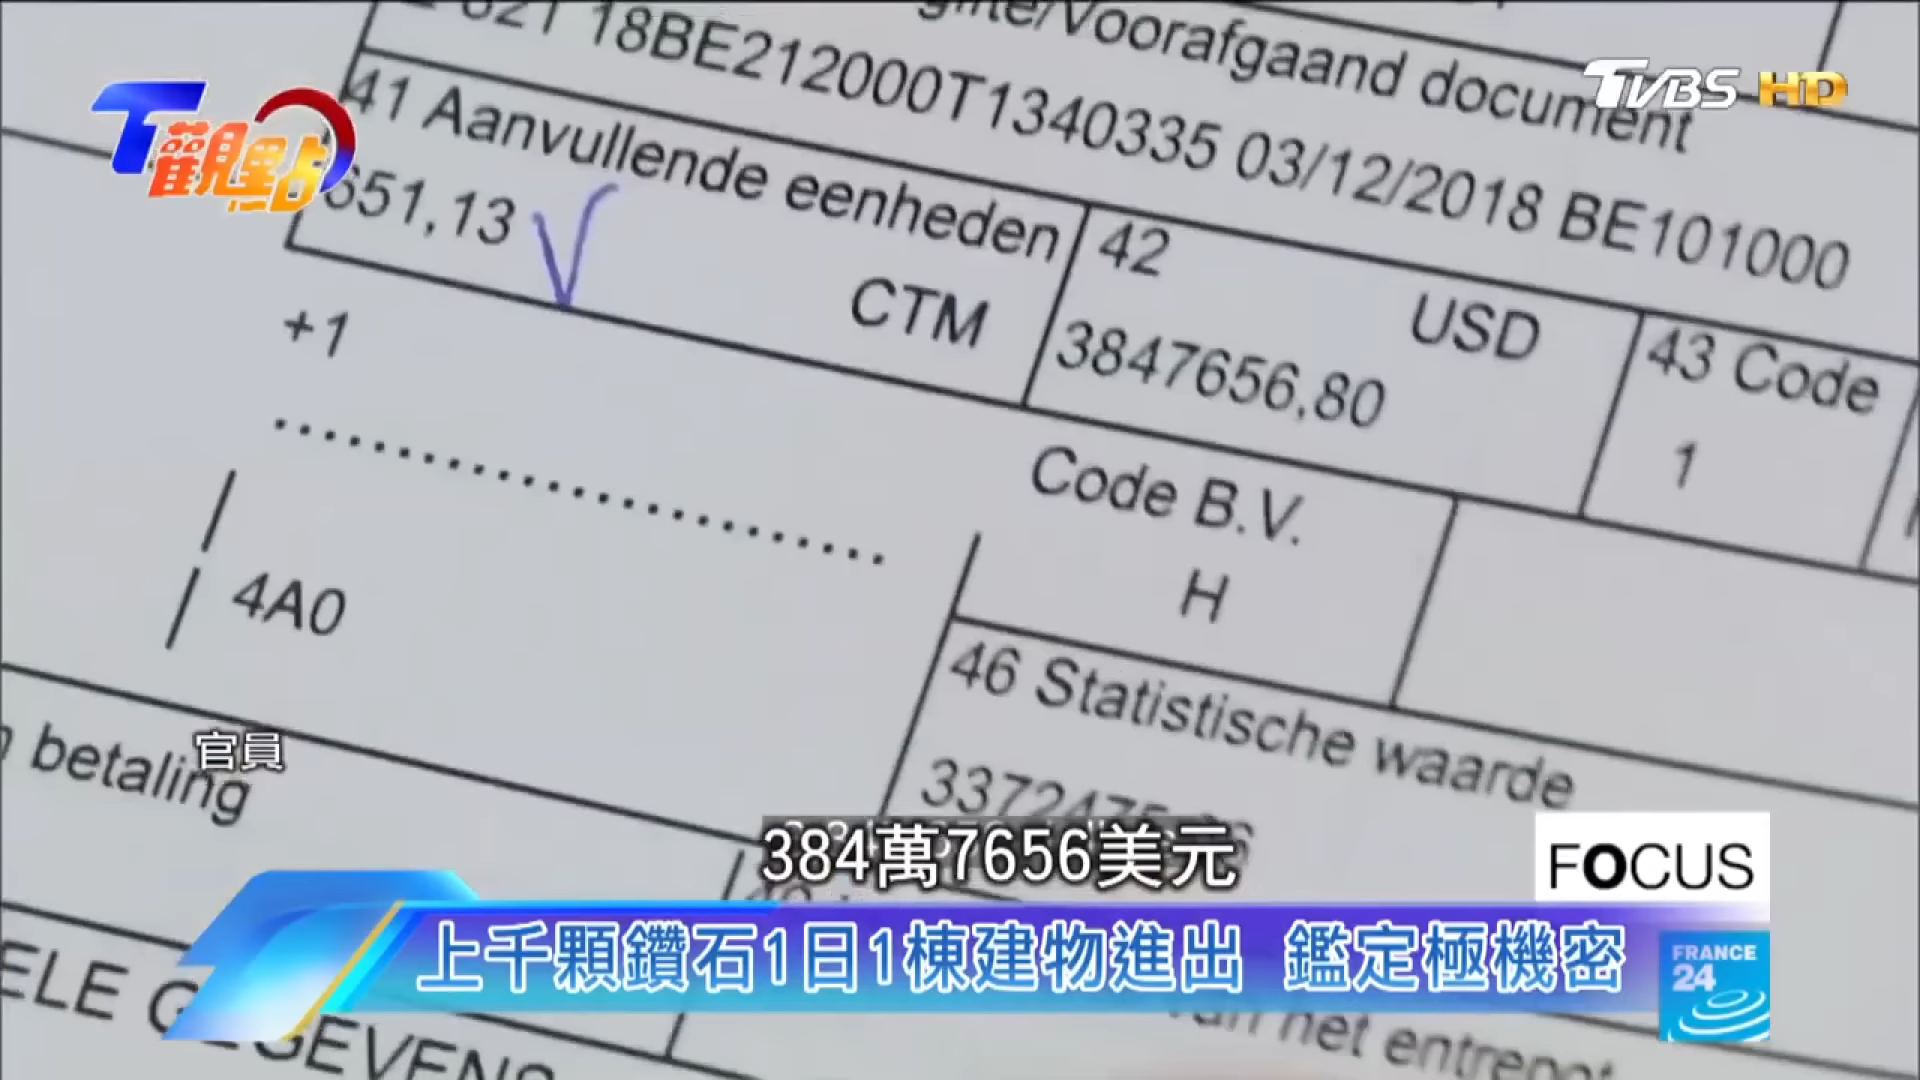 Voorafgaand document
18BE212000T1340335 03/12/2018 BE101000
TVBS HD
T觀點
41 Aanvullende eenheden
651,13
CTM
42
USD
3847656,80
43 Code
1
+1
Code B.V.
H
4A0
46 Statistische waarde
betaling
官員
384萬7656美元
FOCUS
上千顆鑽石1日1棟建物進出 鑑定極機密
FRANCE
24